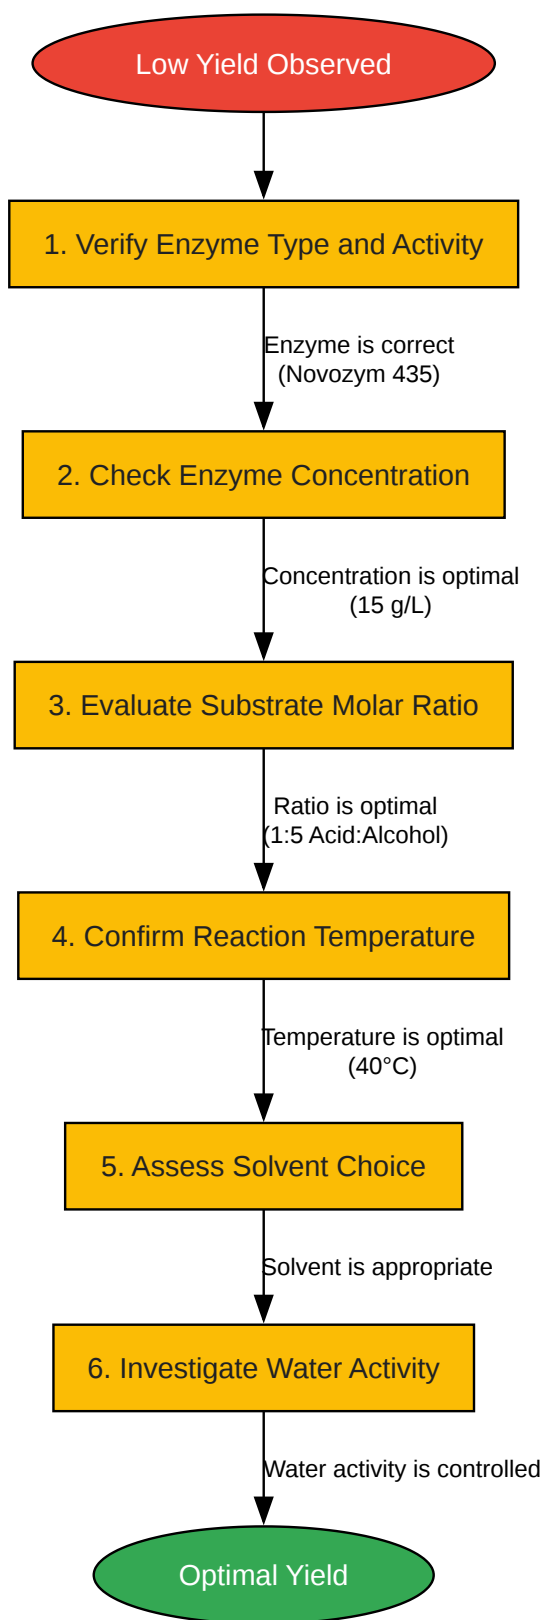 Low Yield Observed
1. Verify Enzyme Type and Activity
Enzyme is correct
(Novozym 435)
2. Check Enzyme Concentration
Concentration is optimal
(15 g/L)
3. Evaluate Substrate Molar Ratio
Ratio is optimal
(1:5 Acid:Alcohol)
4. Confirm Reaction Temperature
Temperature is optimal
(40°C)
5. Assess Solvent Choice
Solvent is appropriate
6. Investigate Water Activity
Water activity is controlled
Optimal Yield